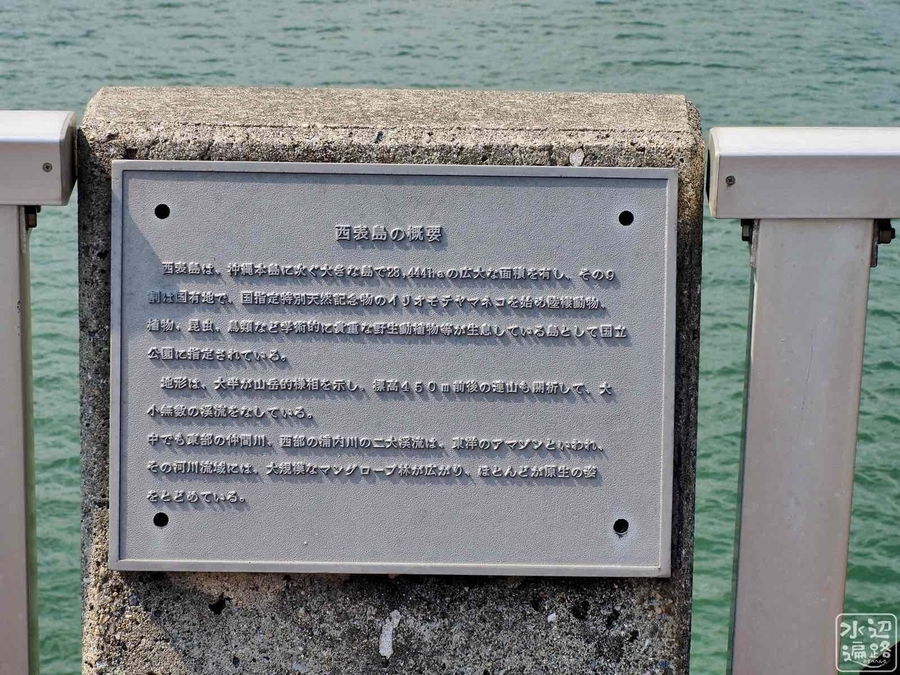 西表島の概要
西表島は、沖縄本島に次ぐ大きな島で28,444haの広大な面積を有し、その9
割は国有地で、国指定特別天然記念物のイリオモテヤマネコを始め陸棲動物、
植物、昆虫、鳥類など学術的に貴重な野生動植物等が生息している島として国立
公園に指定されている。
地形は、大半が山岳的様相を示し、標高450m前後の連山も開析して、大
小無数の渓流をなしている。
中でも東部の仲間川、西部の浦内川の二大渓流は、東洋のアマゾンといわれ、
その河川流域には、大規模なマングローブ林が広がり、ほとんどが原生の姿
をとどめている。
水辺
遍路